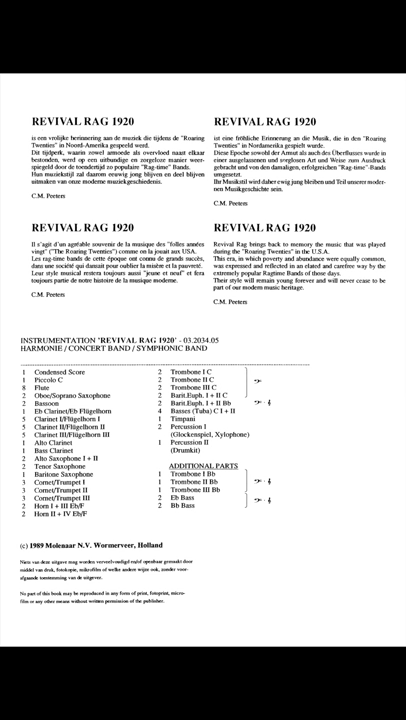 REVIVAL RAG 1920
is een vrolijke herinnering aan de muziek die tijdens de "Roaring
Twenties" in Noord-Amerika gespeeld werd.
Dit tijdperk, waarin zowel armoede als overvloed naast elkaar
bestonden, werd op een uitbundige en zorgeloze manier weer-
spiegeld door de toendertijd zo populaire "Rag-time" Bands.
Hun muziekstijl zal daarom eeuwig jong blijven en deel blijven
uitmaken van onze moderne muziekgeschiedenis.
C.M. Peeters
REVIVAL RAG 1920
ist eine fröhliche Erinnerung an die Musik, die in den "Roaring
Twenties" in Nordamerika gespielt wurde.
Diese Epoche sowohl der Armut als auch des Überflusses wurde in
einer ausgelassenen und sorglosen Art und Weise zum Ausdruck
gebracht und von den damaligen, erfolgreichen "Rag-time"-Bands
umgesetzt.
Ihr Musikstil wird daher ewig jung bleiben und Teil unserer moder-
nen Musikgeschichte sein.
C.M. Peeters
REVIVAL RAG 1920
Il s'agit d'un agréable souvenir de la musique des "folles années
vingt" ("The Roaring Twenties") comme on la jouait aux USA.
Les rag-time bands de cette époque ont connu de grands succès,
dans une société qui dansait pour oublier la misère et la pauvreté.
Leur style musical restera toujours aussi "jeune et neuf" et fera
toujours partie de notre histoire de la musique moderne.
C.M. Peeters
REVIVAL RAG 1920
Revival Rag brings back to memory the music that was played
during the "Roaring Twenties" in the U.S.A.
This era, in which poverty and abundance were equally common,
was expressed and reflected in an elated and carefree way by the
extremely popular Ragtime Bands of those days.
Their style will remain young forever and will never cease to be
part of our modern music heritage.
C.M. Peeters
INSTRUMENTATION 'REVIVAL RAG 1920' - 03.2034.05
HARMONIE / CONCERT BAND / SYMPHONIC BAND
1 Condensed Score
1 Piccolo C
8 Flute
2 Oboe/Soprano Saxophone
2 Bassoon
1 Eb Clarinet/Eb Flügelhorn
5 Clarinet I/Flügelhorn I
5 Clarinet II/Flügelhorn II
5 Clarinet III/Flügelhorn III
1 Alto Clarinet
1 Bass Clarinet
2 Alto Saxophone I + II
2 Tenor Saxophone
1 Baritone Saxophone
3 Cornet/Trumpet I
3 Cornet/Trumpet II
3 Cornet/Trumpet III
2 Horn I + III Eb/F
2 Horn II + IV Eb/F
2 Trombone I C
2 Trombone II C
2 Trombone III C
2 Barit.Euph. I + II C
2 Barit.Euph. I + II Bb
4 Basses (Tuba) C I + II
1 Timpani
2 Percussion I
(Glockenspiel, Xylophone)
1 Percussion II
(Drumkit)
ADDITIONAL PARTS
1 Trombone I Bb
1 Trombone II Bb
1 Trombone III Bb
2 Eb Bass
2 Bb Bass
(c) 1989 Molenaar N.V. Wormerveer, Holland
Niets van deze uitgave mag worden verveelvoudigd en/of openbaar gemaakt door
middel van druk, fotokopie, mikrofilm of welke andere wijze ook, zonder voor-
afgaande toestemming van de uitgever.
No part of this book may be reproduced in any form of print, fotoprint, micro-
film or any other means without written permission of the publisher.